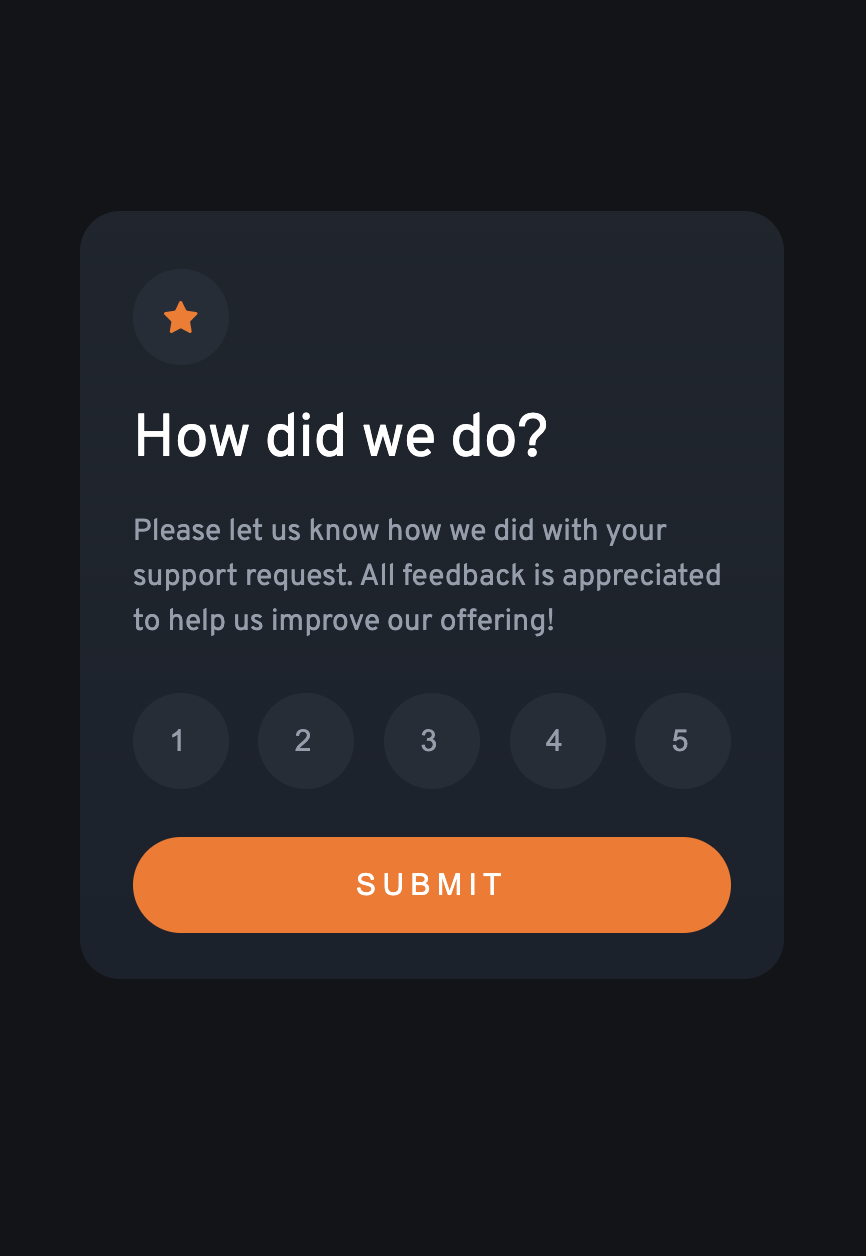 How did we do?
Please let us know how we did with your
support request. All feedback is appreciated
to help us improve our offering!
1 2 3 4 5
SUBMIT